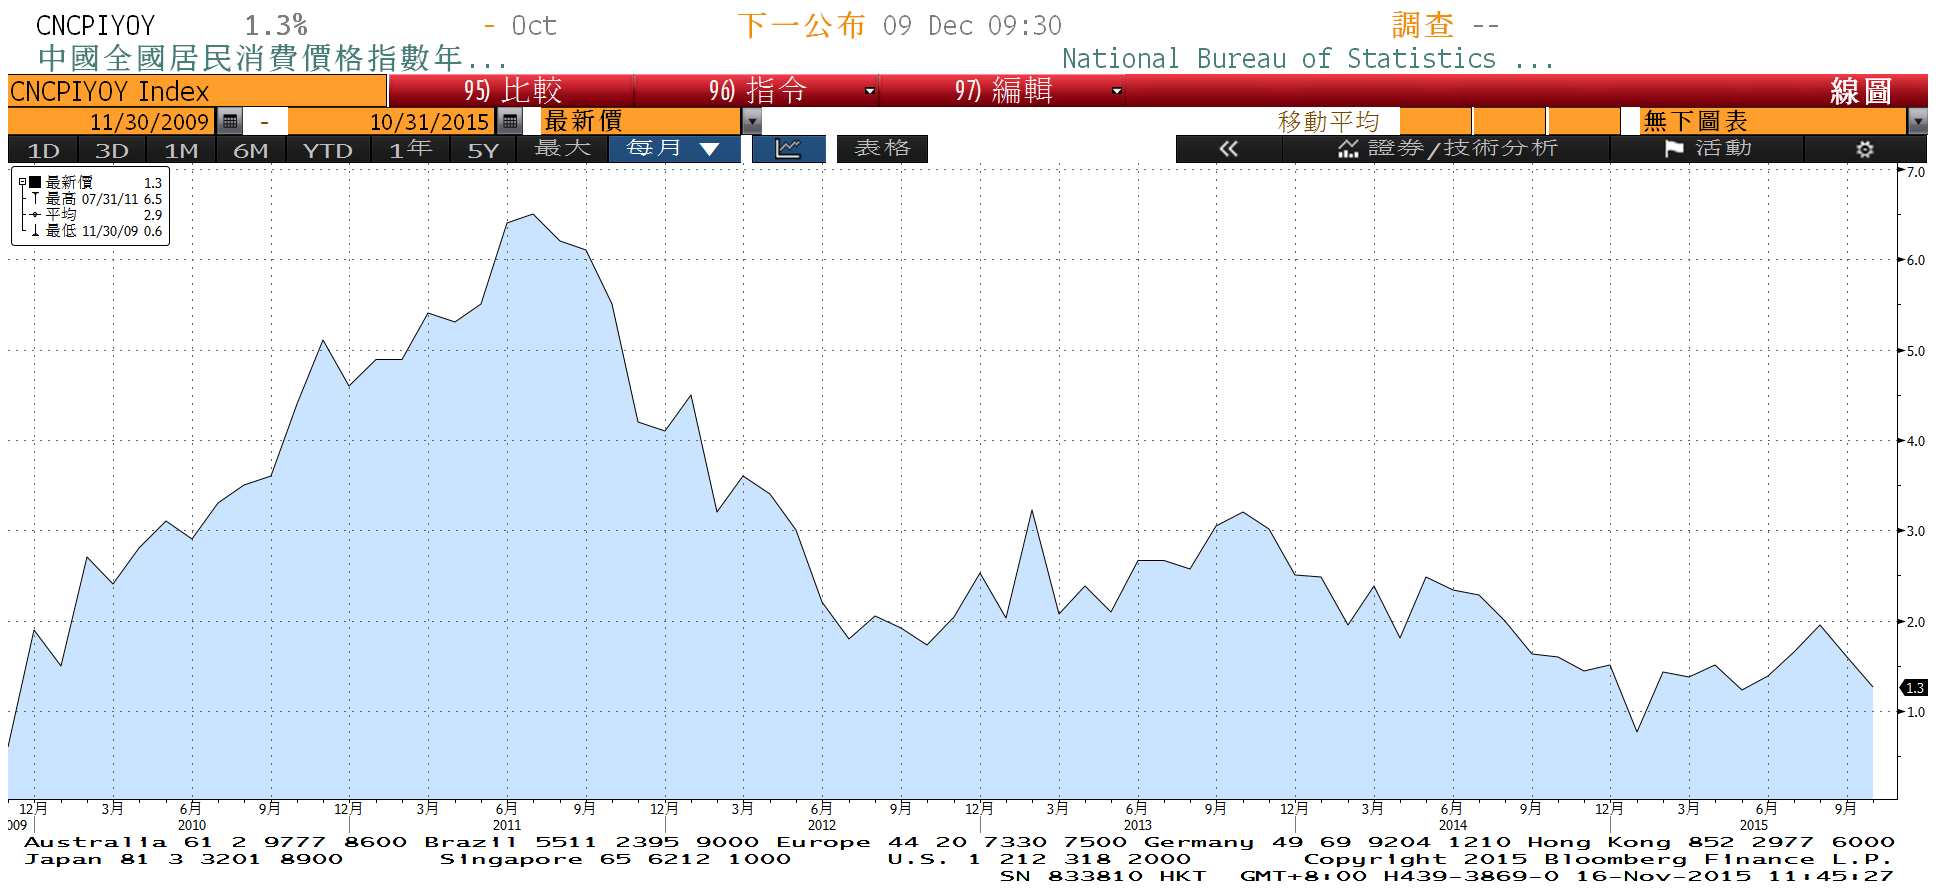 CNCPIYOY 1.3% - Oct 下一公布 09 Dec 09:30 調查 --
中國全國居民消費價格指數年... National Bureau of Statistics ...
CNCPIYOY Index 95) 比較 96) 指令 97) 編輯 線圖
11/30/2009 - 10/31/2015 最新價 移動平均 無下圖表
1D 3D 1M 6M YTD 1年 5Y 最大 每月 ▼ 表格 « 證券/技術分析 活動
最新價 1.3
最高 07/31/11 6.5
平均 2.9
最低 11/30/09 0.6
7.0
6.0
5.0
4.0
3.0
2.0
1.3
1.0
12月 3月 6月 9月 12月 3月 6月 9月 12月 3月 6月 9月 12月 3月 6月 9月 12月 3月 6月 9月 12月 3月 6月 9月
009 2010 2011 2012 2013 2014 2015
Australia 61 2 9777 8600 Brazil 5511 2395 9000 Europe 44 20 7330 7500 Germany 49 69 9204 1210 Hong Kong 852 2977 6000
Japan 81 3 3201 8900 Singapore 65 6212 1000 U.S. 1 212 318 2000 Copyright 2015 Bloomberg Finance L.P.
SN 833810 HKT GMT+8:00 H439-3869-0 16-Nov-2015 11:45:27